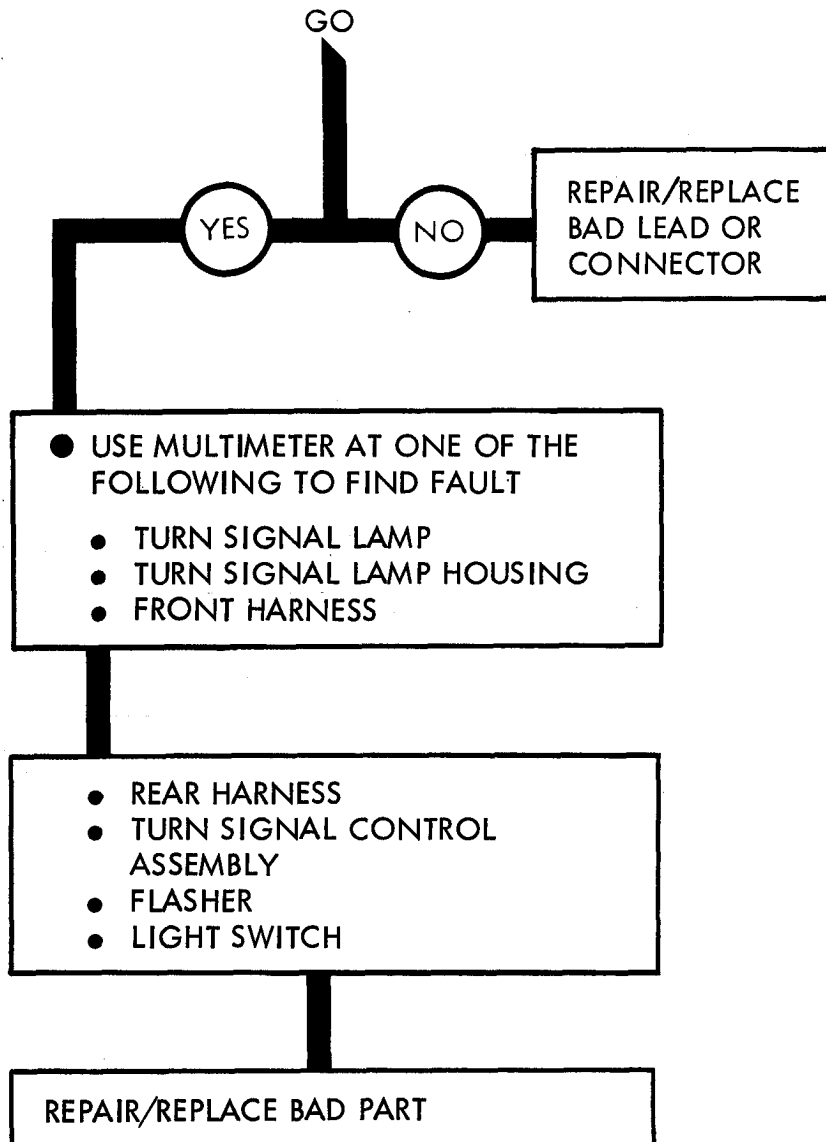 GO
YES
NO
REPAIR/REPLACE
BAD LEAD OR
CONNECTOR
● USE MULTIMETER AT ONE OF THE
FOLLOWING TO FIND FAULT
● TURN SIGNAL LAMP
● TURN SIGNAL LAMP HOUSING
● FRONT HARNESS
● REAR HARNESS
● TURN SIGNAL CONTROL
ASSEMBLY
● FLASHER
● LIGHT SWITCH
REPAIR/REPLACE BAD PART